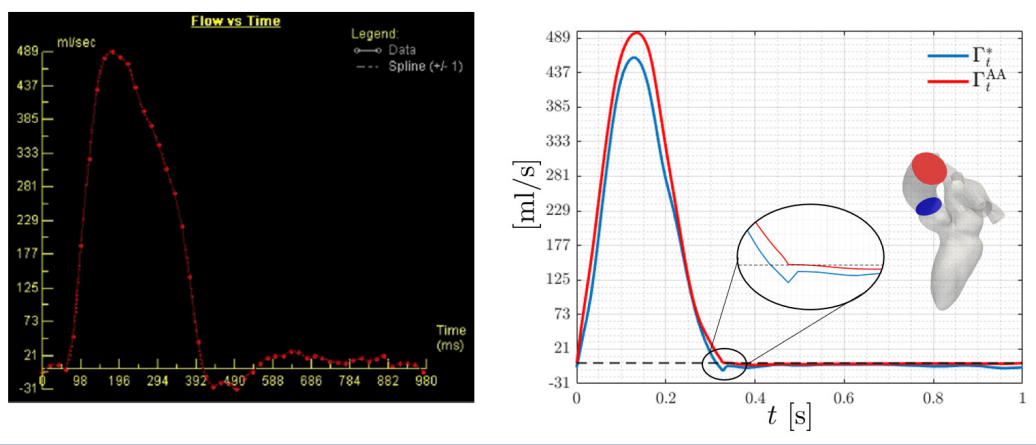 Flow vs Time
ml/sec
Legend:
Data
Spline (+/- 1)
489
437
385
333
281
229
177
125
73
21
-31
Time
(ms)
0 98 196 294 392 490 588 686 784 882 980
[ml/s]
489
437
385
333
281
229
177
125
73
21
-31
Γ*t
ΓAAt
0 0.2 0.4 0.6 0.8 1
t [s]